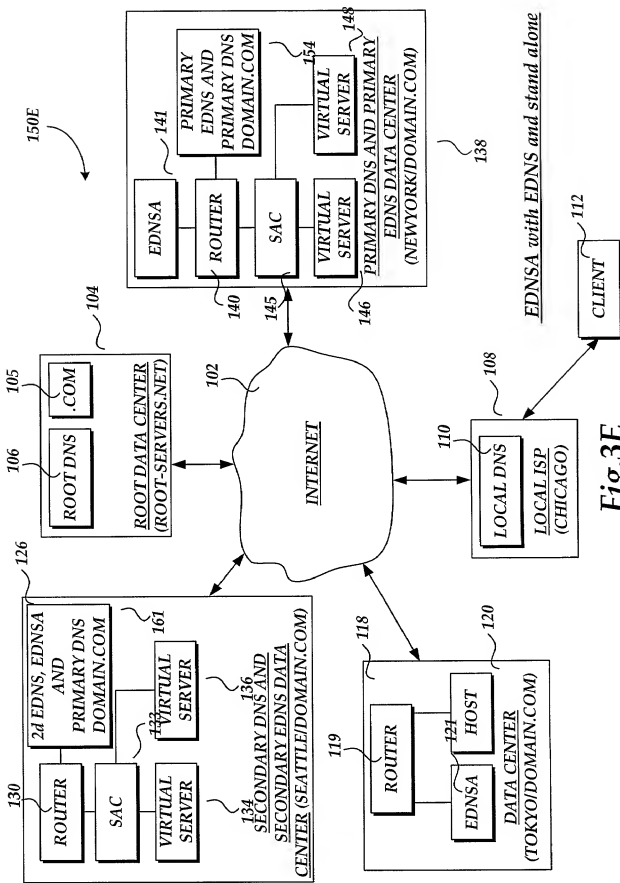 150E
126
2d EDNS, EDNSA
AND
PRIMARY DNS
DOMAIN.COM
161
130
ROUTER
SAC
133
VIRTUAL
SERVER
VIRTUAL
SERVER
134
136
SECONDARY DNS AND
SECONDARY EDNS DATA
CENTER (SEATTLE/DOMAIN.COM)
106
105
104
ROOT DNS
.COM
ROOT DATA CENTER
(ROOT-SERVERS.NET)
EDNSA
141
PRIMARY
EDNS AND
PRIMARY DNS
DOMAIN.COM
154
ROUTER
140
SAC
145
VIRTUAL
SERVER
146
VIRTUAL
SERVER
148
PRIMARY DNS AND PRIMARY
EDNS DATA CENTER
(NEWYORK/DOMAIN.COM)
138
102
INTERNET
118
119
ROUTER
121
EDNSA
HOST
120
DATA CENTER
(TOKYO/DOMAIN.COM)
108
110
LOCAL DNS
LOCAL ISP
(CHICAGO)
112
CLIENT
EDNSA with EDNS and stand alone